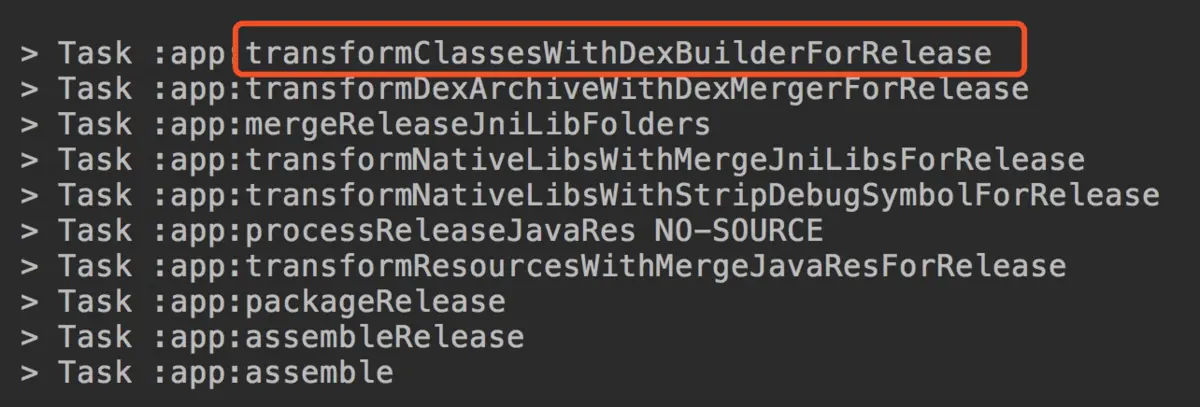 > Task :app:transformClassesWithDexBuilderForRelease
> Task :app:transformDexArchiveWithDexMergerForRelease
> Task :app:mergeReleaseJniLibFolders
> Task :app:transformNativeLibsWithMergeJniLibsForRelease
> Task :app:transformNativeLibsWithStripDebugSymbolForRelease
> Task :app:processReleaseJavaRes NO-SOURCE
> Task :app:transformResourcesWithMergeJavaResForRelease
> Task :app:packageRelease
> Task :app:assembleRelease
> Task :app:assemble